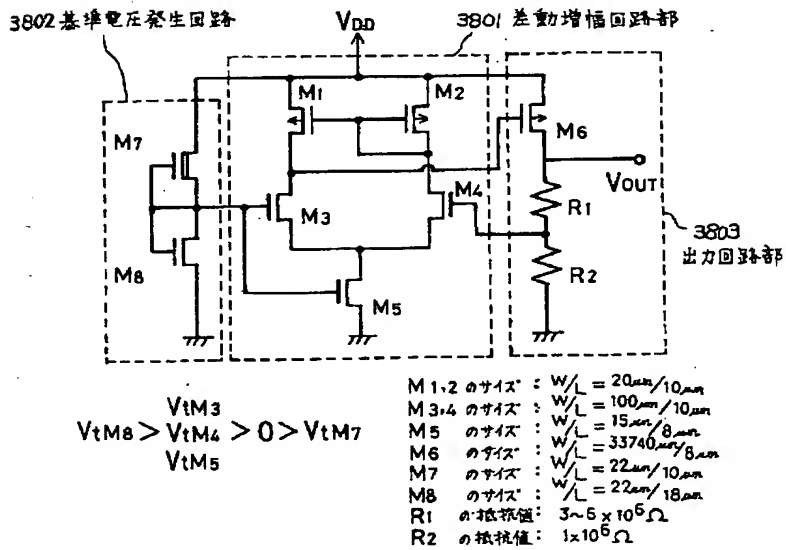 3802基準電圧発生回路
3801差動増幅回路部
VDD
M1
M2
M7
M6
VOUT
M3
M4
R1
3803
出力回路部
M8
M5
R2
VtM3
VtM8 > VtM4 > 0 > VtM7
VtM5
M1,2 のサイズ : W/L = 20μm/10μm
M3,4 のサイズ : W/L = 100μm/10μm
M5 のサイズ : W/L = 15μm/8μm
M6 のサイズ : W/L = 33740μm/8μm
M7 のサイズ : W/L = 22μm/10μm
M8 のサイズ : W/L = 22μm/18μm
R1 の抵抗値: 3~5×10⁶Ω
R2 の抵抗値: 1×10⁶Ω